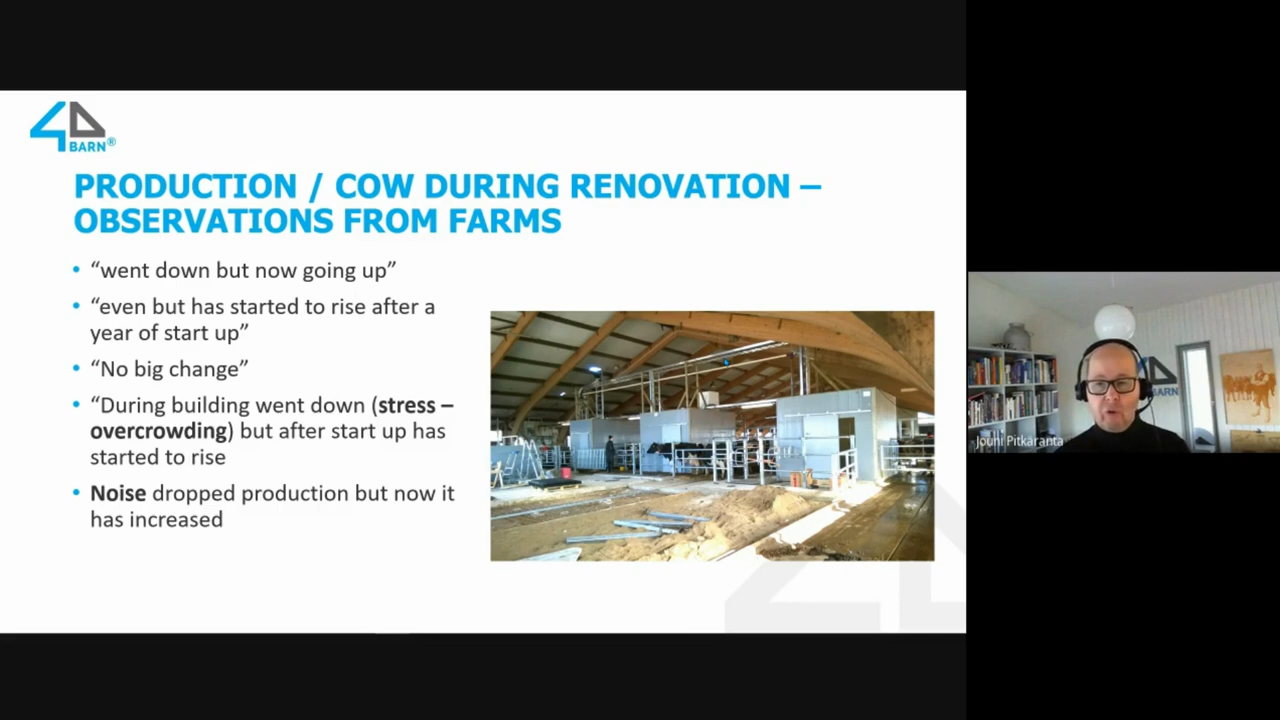 4D
BARN®
PRODUCTION / COW DURING RENOVATION –
OBSERVATIONS FROM FARMS
• “went down but now going up”
• “even but has started to rise after a
year of start up”
• “No big change”
• “During building went down (stress –
overcrowding) but after start up has
started to rise
• Noise dropped production but now it
has increased
BARN
Jouni Pitkäranta